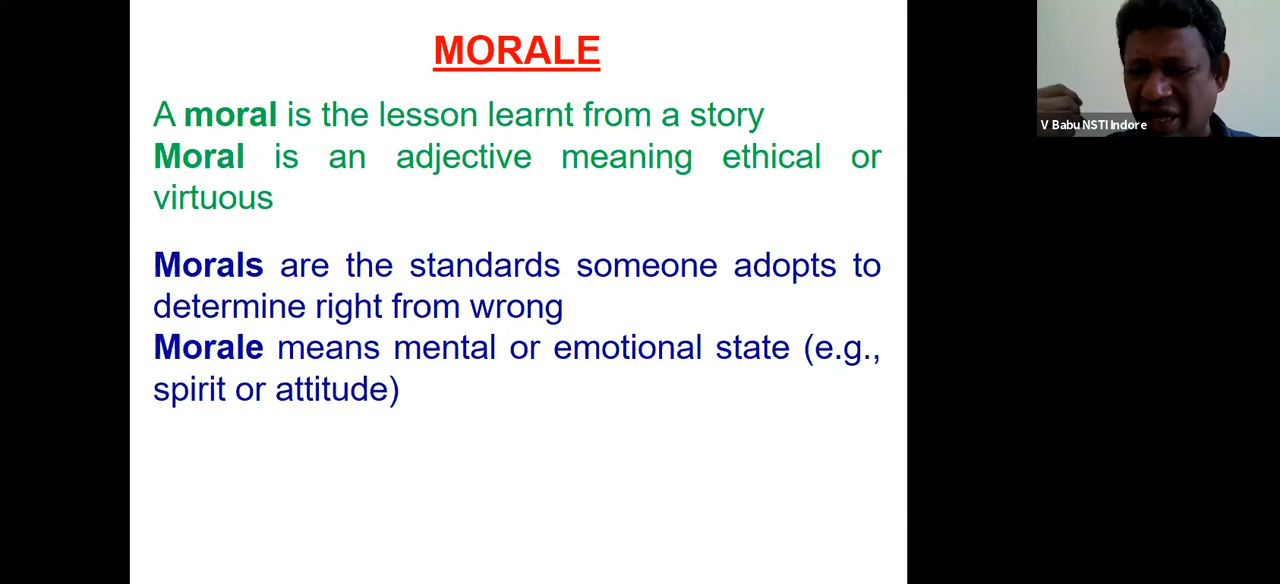 MORALE
A moral is the lesson learnt from a story
Moral is an adjective meaning ethical or
virtuous
Morals are the standards someone adopts to
determine right from wrong
Morale means mental or emotional state (e.g.,
spirit or attitude)
V Babu NSTI Indore